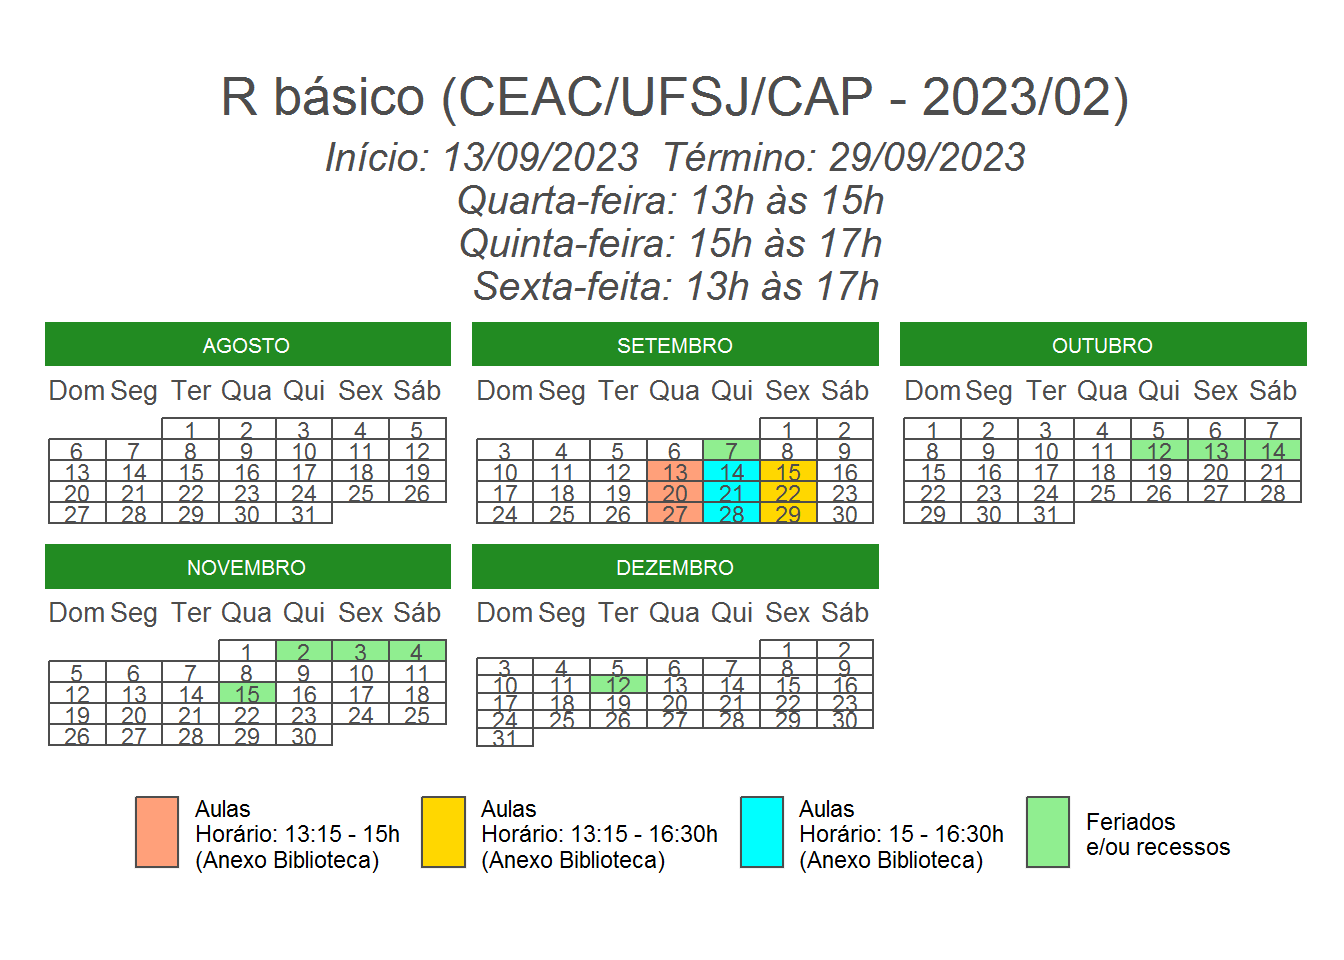 R básico (CEAC/UFSJ/CAP - 2023/02)
Início: 13/09/2023  Término: 29/09/2023
Quarta-feira: 13h às 15h
Quinta-feira: 15h às 17h
Sexta-feita: 13h às 17h
AGOSTO
Dom Seg Ter Qua Qui Sex Sáb
1 2 3 4 5
6 7 8 9 10 11 12
13 14 15 16 17 18 19
20 21 22 23 24 25 26
27 28 29 30 31
SETEMBRO
Dom Seg Ter Qua Qui Sex Sáb
1 2
3 4 5 6 7 8 9
10 11 12 13 14 15 16
17 18 19 20 21 22 23
24 25 26 27 28 29 30
OUTUBRO
Dom Seg Ter Qua Qui Sex Sáb
1 2 3 4 5 6 7
8 9 10 11 12 13 14
15 16 17 18 19 20 21
22 23 24 25 26 27 28
29 30 31
NOVEMBRO
Dom Seg Ter Qua Qui Sex Sáb
1 2 3 4
5 6 7 8 9 10 11
12 13 14 15 16 17 18
19 20 21 22 23 24 25
26 27 28 29 30
DEZEMBRO
Dom Seg Ter Qua Qui Sex Sáb
1 2
3 4 5 6 7 8 9
10 11 12 13 14 15 16
17 18 19 20 21 22 23
24 25 26 27 28 29 30
31
Aulas
Horário: 13:15 - 15h
(Anexo Biblioteca)
Aulas
Horário: 13:15 - 16:30h
(Anexo Biblioteca)
Aulas
Horário: 15 - 16:30h
(Anexo Biblioteca)
Feriados
e/ou recessos